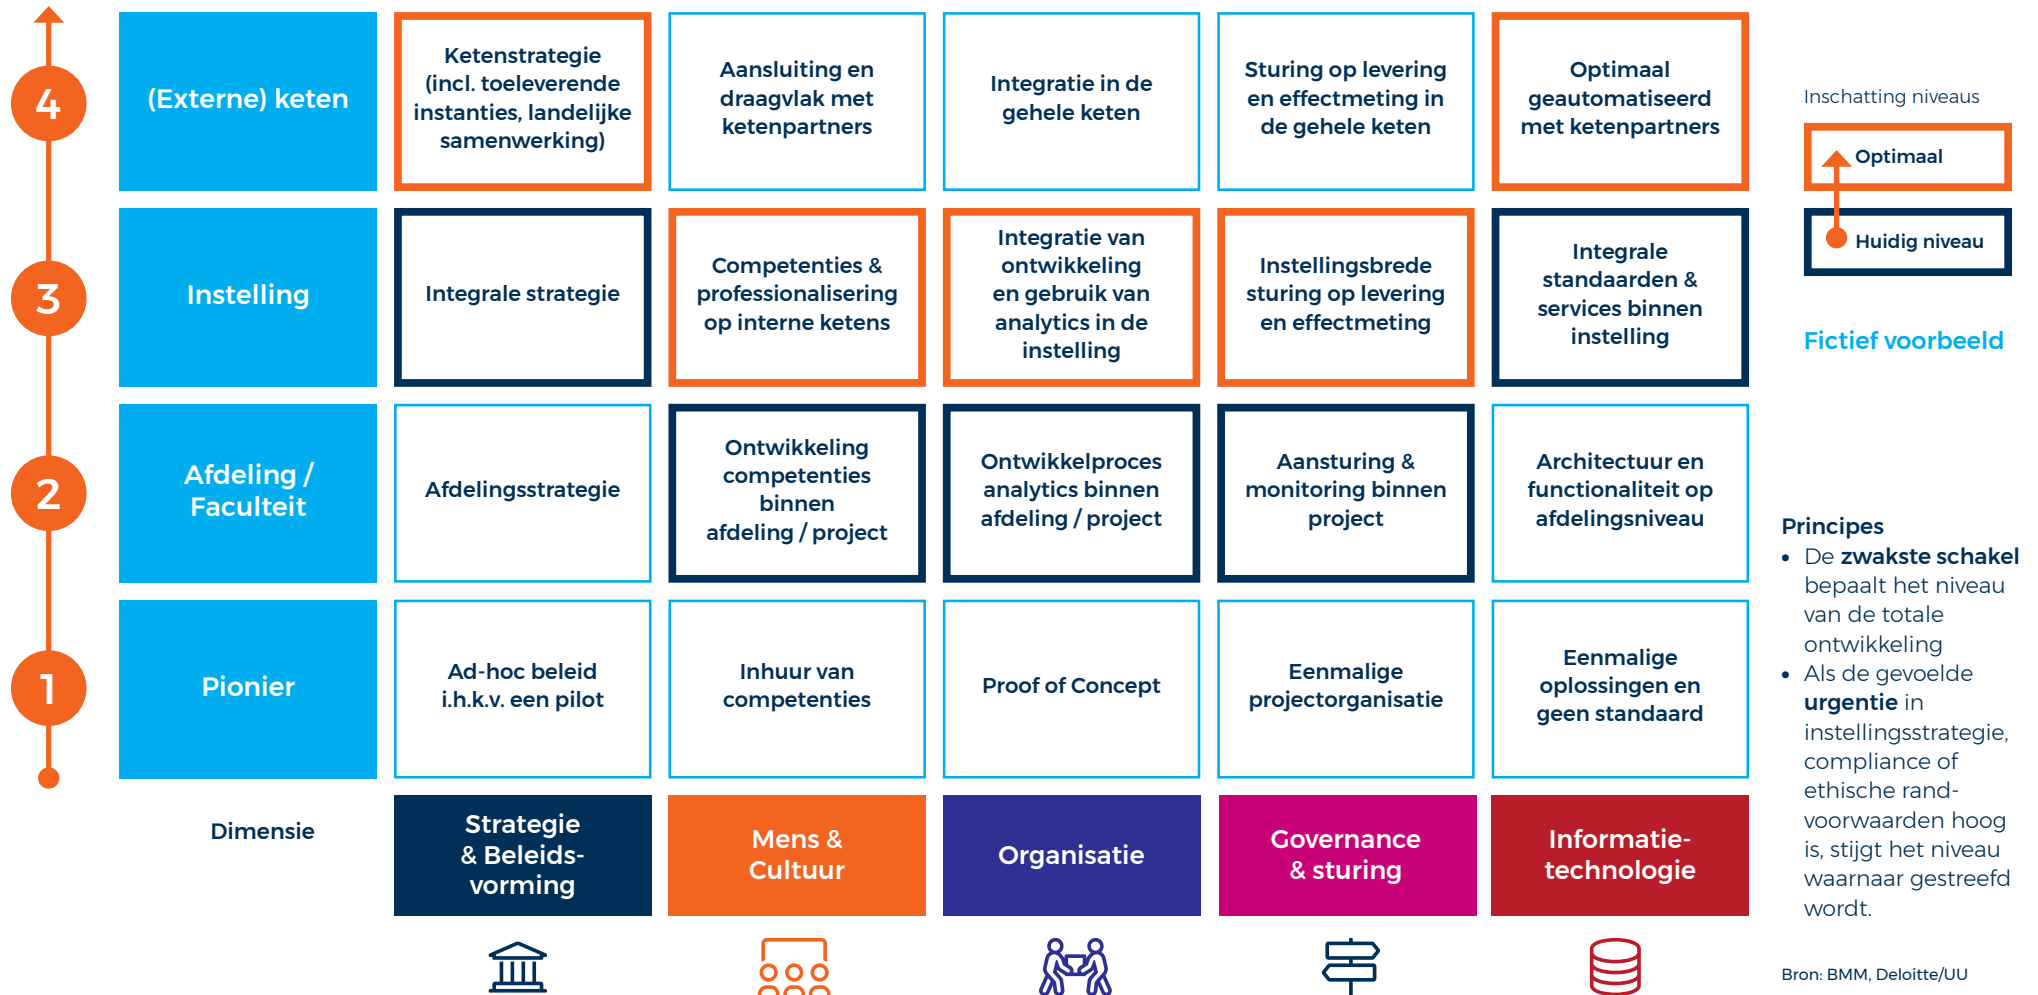 4
(Externe) keten
Ketenstrategie
(incl. toeleverende
instanties, landelijke
samenwerking)
Aansluiting en
draagvlak met
ketenpartners
Integratie in de
gehele keten
Sturing op levering
en effectmeting in
de gehele keten
Optimaal
geautomatiseerd
met ketenpartners
3
Instelling
Integrale strategie
Competenties &
professionalisering
op interne ketens
Integratie van
ontwikkeling
en gebruik van
analytics in de
instelling
Instellingsbrede
sturing op levering
en effectmeting
Integrale
standaarden &
services binnen
instelling
2
Afdeling /
Faculteit
Afdelingsstrategie
Ontwikkeling
competenties
binnen
afdeling / project
Ontwikkelproces
analytics binnen
afdeling / project
Aansturing &
monitoring binnen
project
Architectuur en
functionaliteit op
afdelingsniveau
1
Pionier
Ad-hoc beleid
i.h.k.v. een pilot
Inhuur van
competenties
Proof of Concept
Eenmalige
projectorganisatie
Eenmalige
oplossingen en
geen standaard
Dimensie
Strategie
& Beleids-
vorming
Mens &
Cultuur
Organisatie
Governance
& sturing
Informatie-
technologie
Inschatting niveaus
Optimaal
Huidig niveau
Fictief voorbeeld
Principes
• De zwakste schakel
bepaalt het niveau
van de totale
ontwikkeling
• Als de gevoelde
urgentie in
instellingsstrategie,
compliance of
ethische rand-
voorwaarden hoog
is, stijgt het niveau
waarnaar gestreefd
wordt.
Bron: BMM, Deloitte/UU